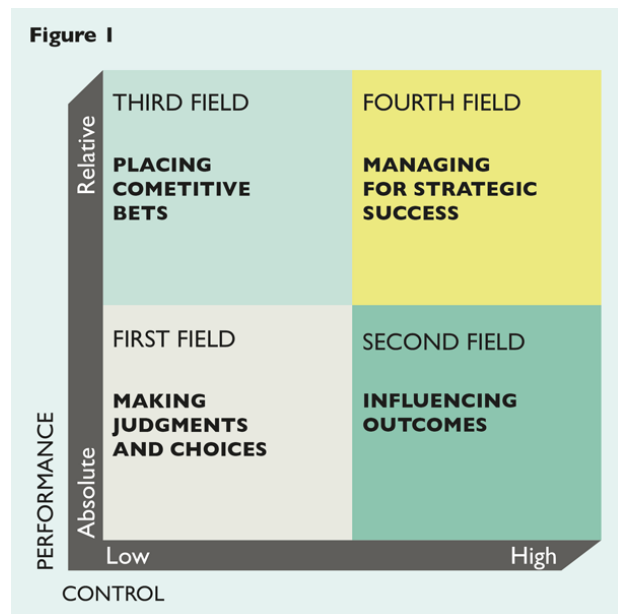 Figure 1
THIRD FIELD
PLACING
COMETITIVE
BETS
FOURTH FIELD
MANAGING
FOR STRATEGIC
SUCCESS
Relative
FIRST FIELD
MAKING
JUDGMENTS
AND CHOICES
SECOND FIELD
INFLUENCING
OUTCOMES
Absolute
PERFORMANCE
Low
High
CONTROL